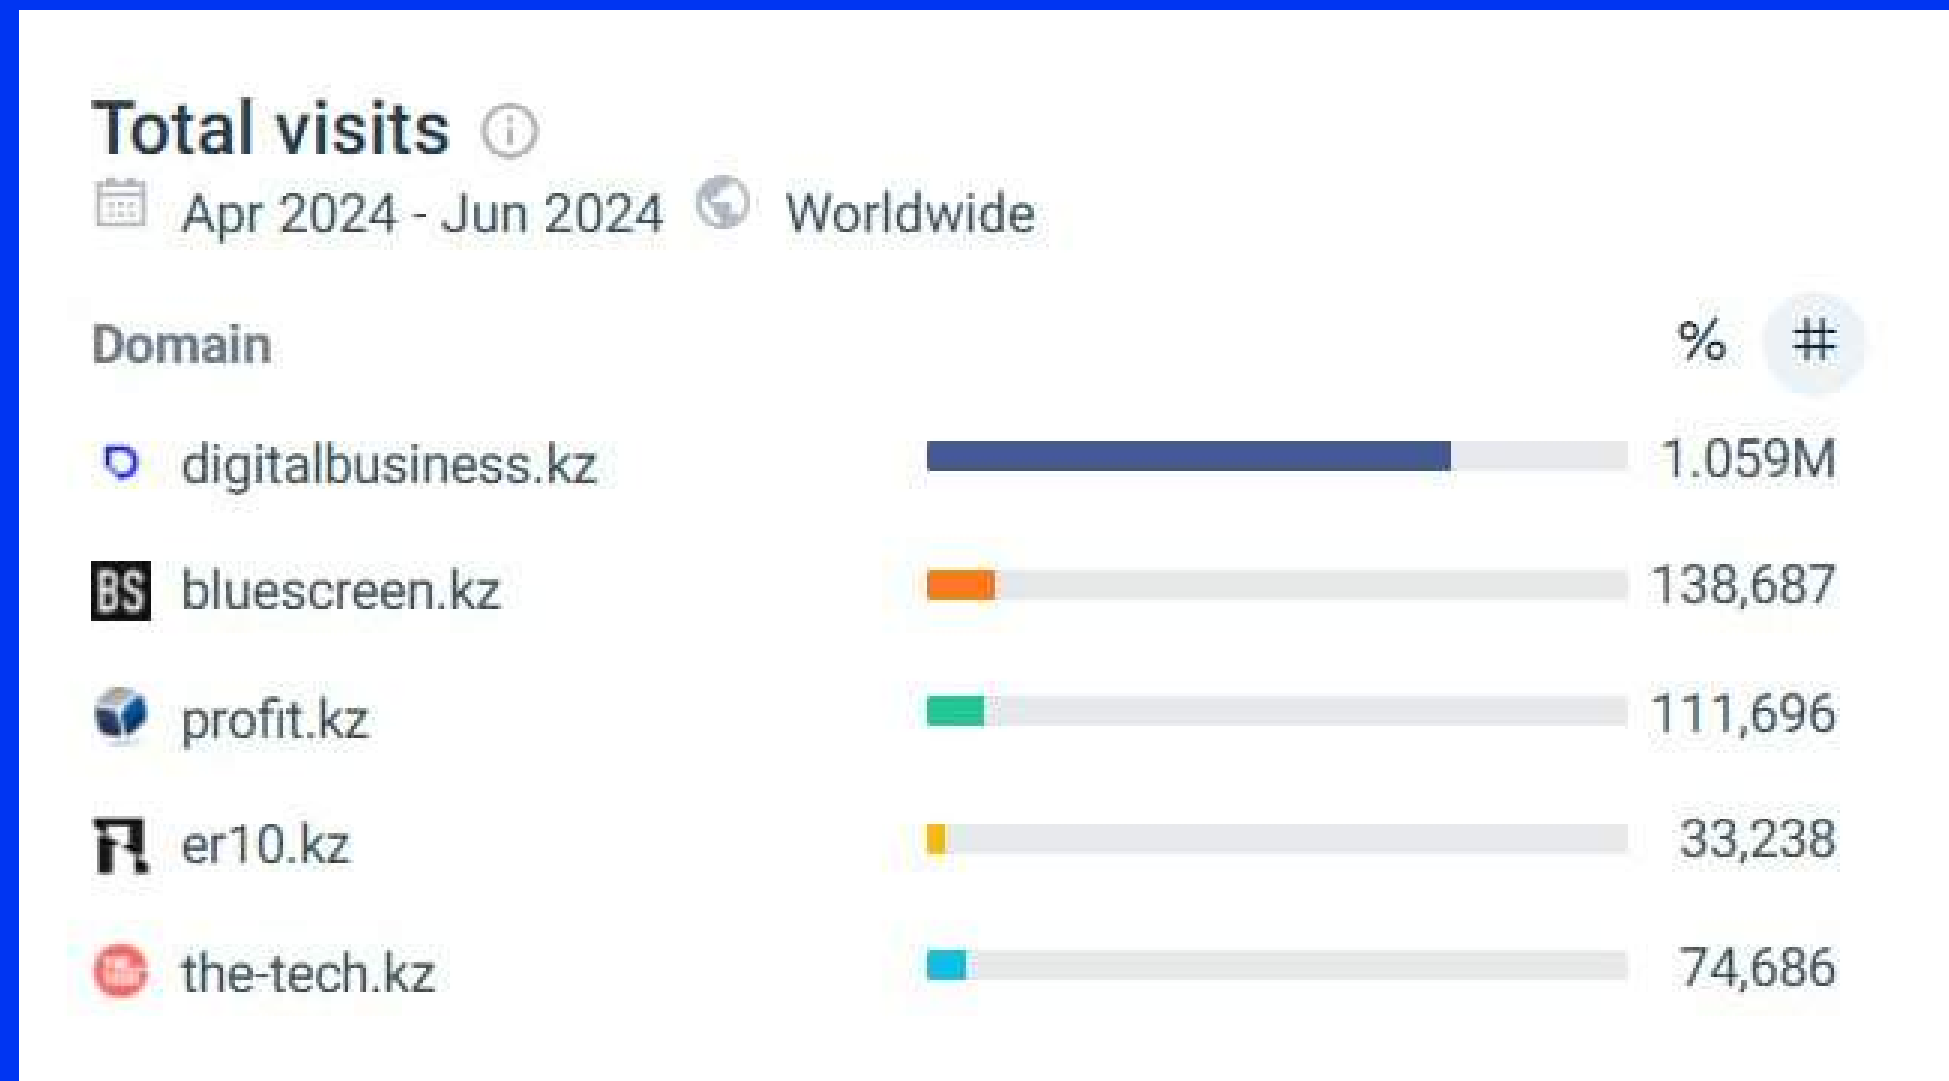 Total visits
Apr 2024 - Jun 2024 Worldwide
Domain % #
digitalbusiness.kz 1.059M
BS bluescreen.kz 138,687
profit.kz 111,696
er10.kz 33,238
the-tech.kz 74,686